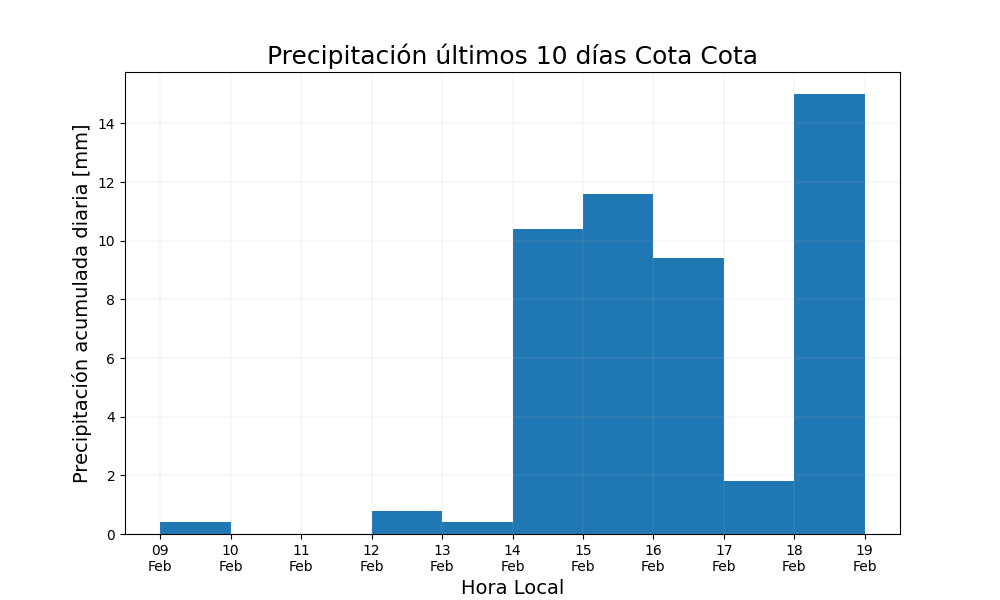 Precipitación últimos 10 días Cota Cota
Precipitación acumulada diaria [mm]
14
12
10
8
6
4
2
0
09 10 11 12 13 14 15 16 17 18 19
Feb Feb Feb Feb Feb Feb Feb Feb Feb Feb Feb
Hora Local